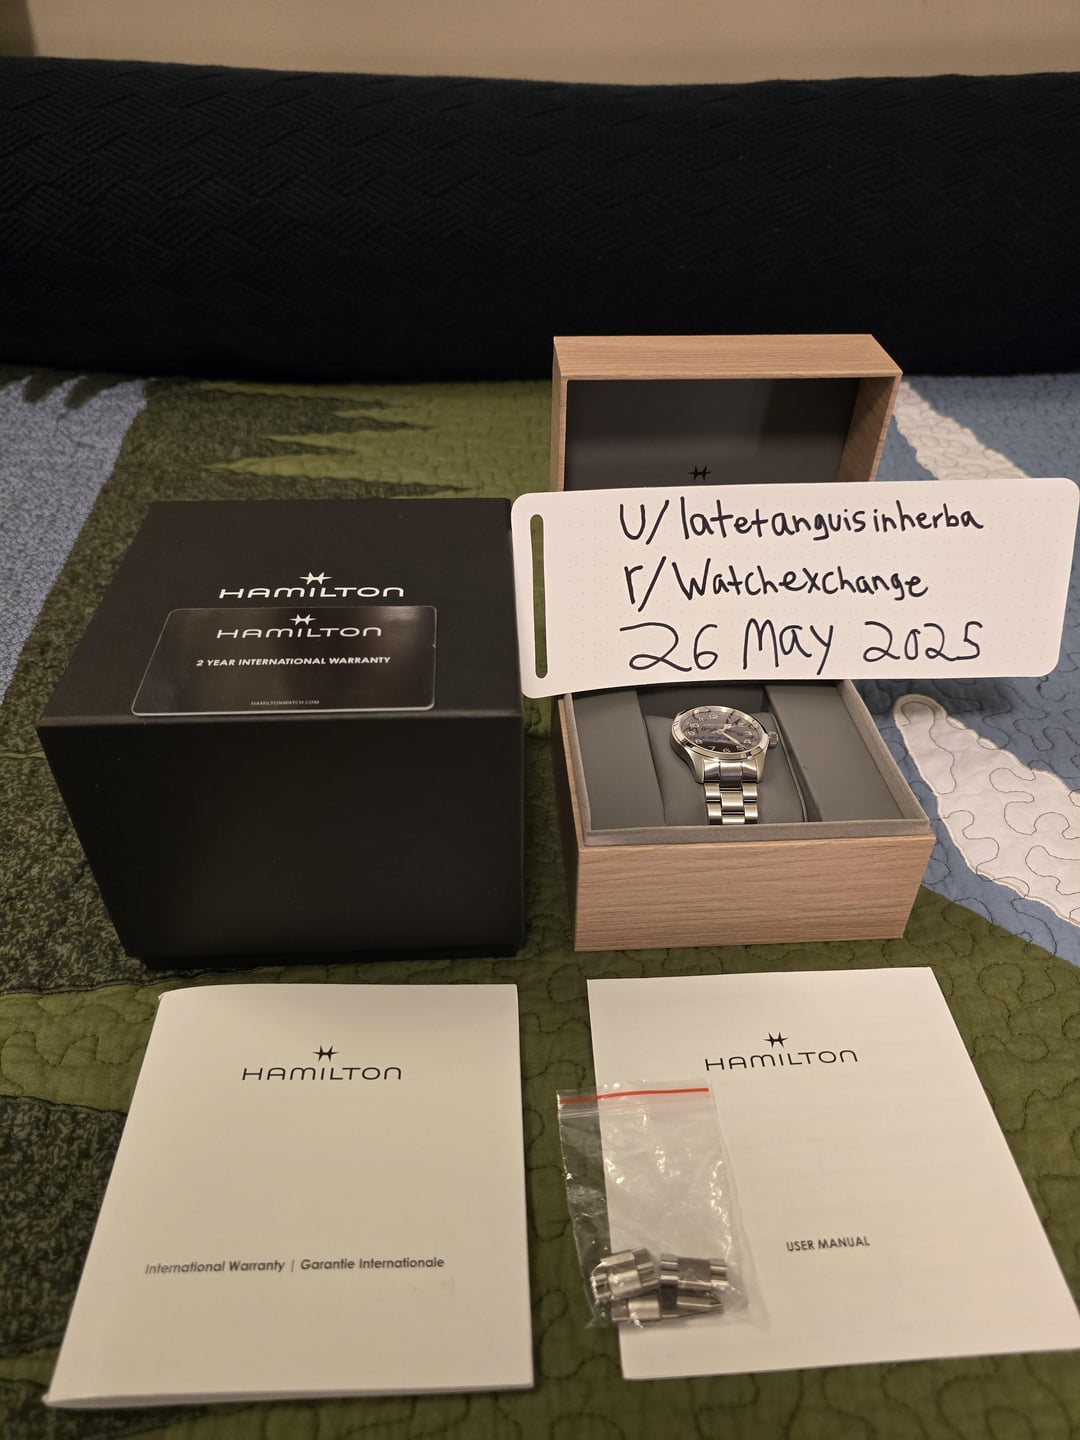 U/latetanguisinherba
r/Watchexchange
26 May 2025
HAMILTON
HAMILTON
2 YEAR INTERNATIONAL WARRANTY
HAMILTONWATCH.COM
HAMILTON
International Warranty | Garantie Internationale
HAMILTON
USER MANUAL